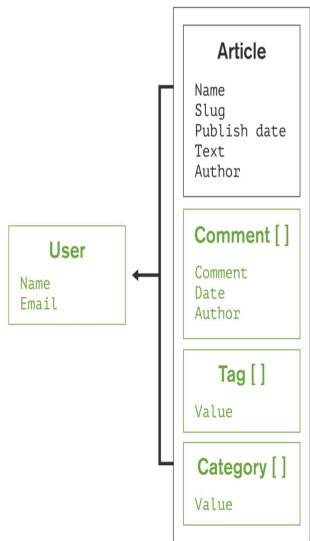 Article
Name
Slug
Publish date
Text
Author
User
Name
Email
Comment [ ]
Comment
Date
Author
Tag [ ]
Value
Category [ ]
Value